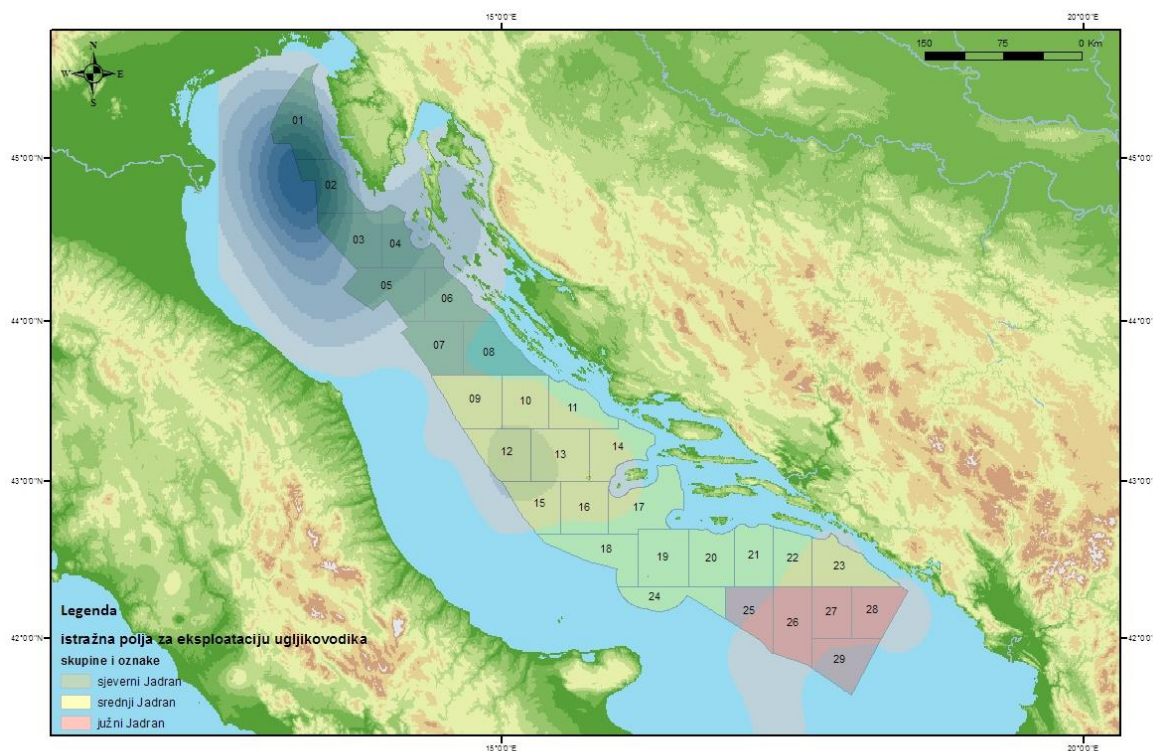 15°0'0"E 20°0'0"E
N
W E
S
150 75 0 Km
45°0'0"N 45°0'0"N
44°0'0"N 44°0'0"N
43°0'0"N 43°0'0"N
42°0'0"N 42°0'0"N
01
02
03 04
05 06
07 08
09 10 11
12 13 14
15 16 17
18 19 20 21 22 23
24 25 26 27 28
29
Legenda
istražna polja za eksploataciju ugljikovodika
skupine i oznake
sjeverni Jadran
srednji Jadran
južni Jadran
15°0'0"E 20°0'0"E